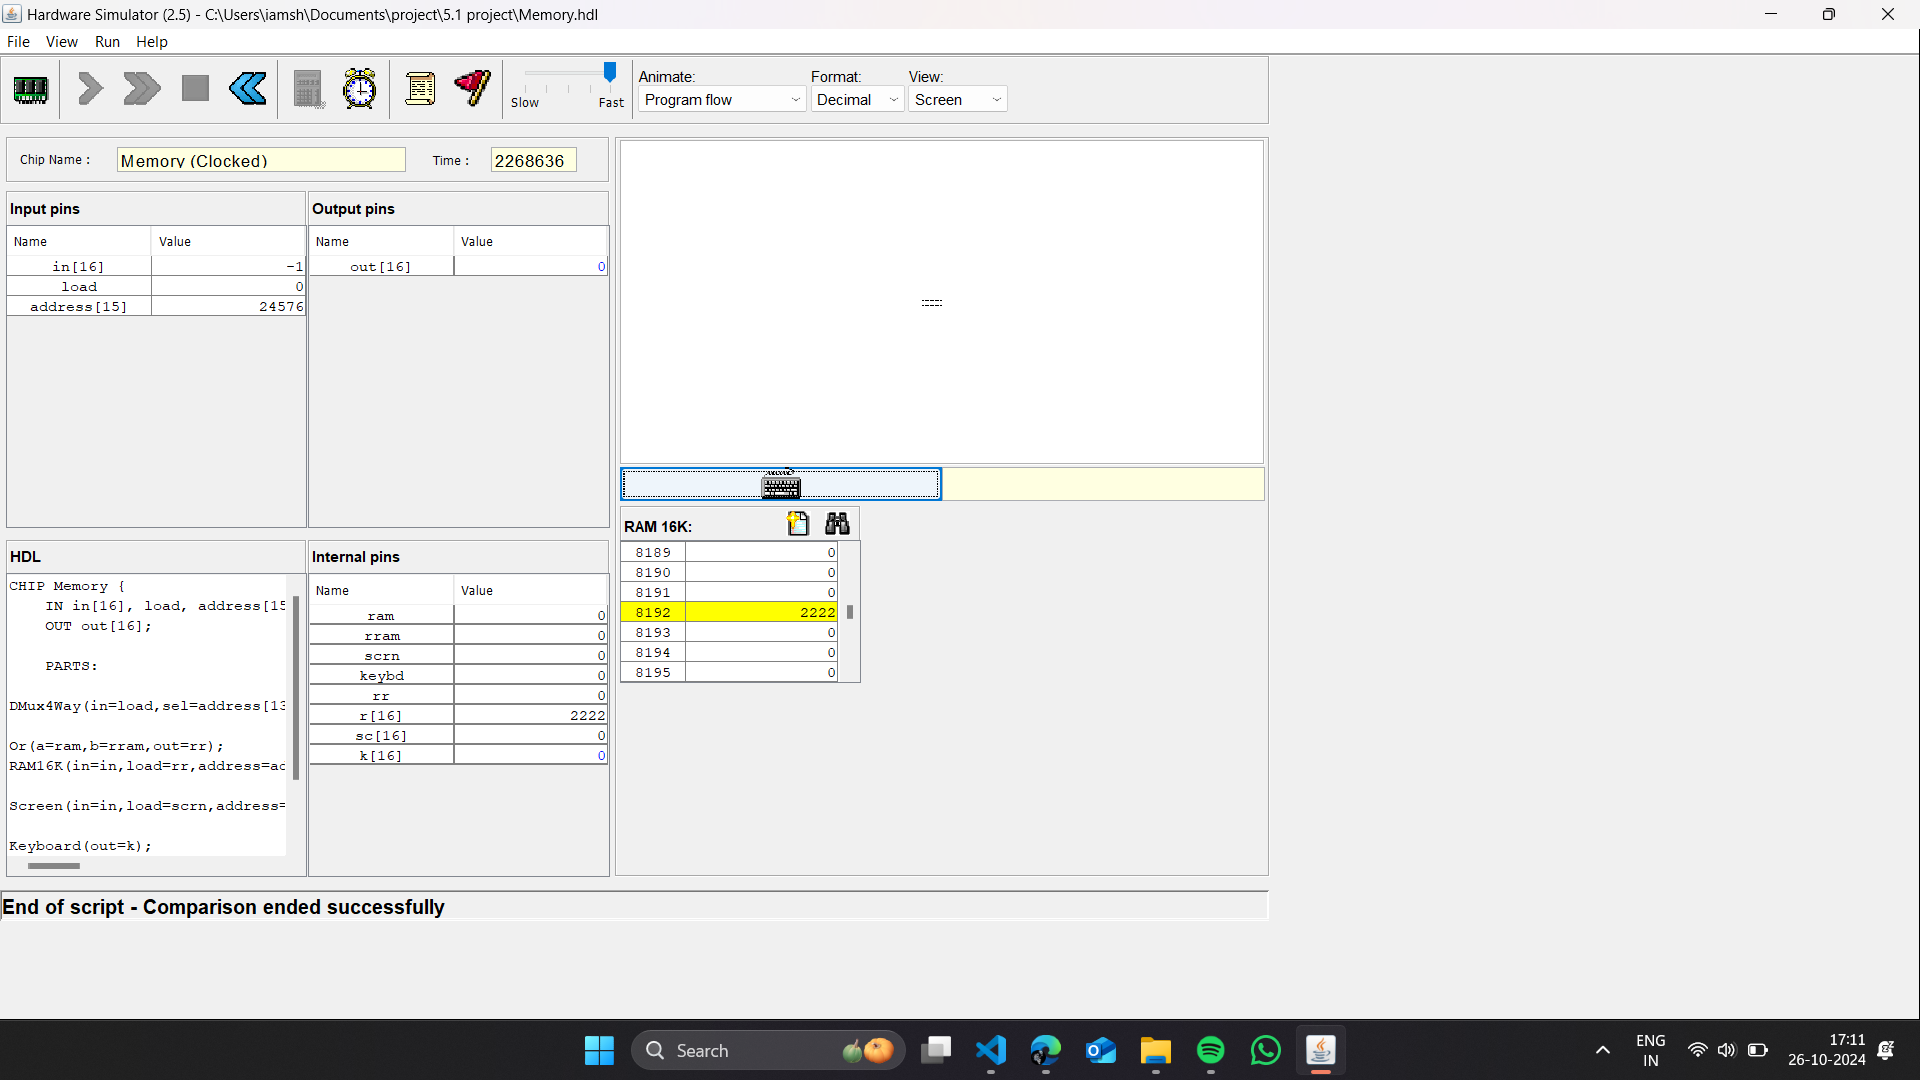 Hardware Simulator (2.5) - C:\Users\iamsh\Documents\project\5.1 project\Memory.hdl
File View Run Help
Slow Fast
Animate: Format: View:
Program flow Decimal Screen
Chip Name : Memory (Clocked) Time : 2268636
Input pins
Name Value
in[16] -1
load 0
address[15] 24576
Output pins
Name Value
out[16] 0
HDL
CHIP Memory {
IN in[16], load, address[15
OUT out[16];
PARTS:
DMux4Way(in=load,sel=address[13
Or(a=ram,b=rram,out=rr);
RAM16K(in=in,load=rr,address=ad
Screen(in=in,load=scrn,address=
Keyboard(out=k);
Internal pins
Name Value
ram 0
rram 0
scrn 0
keybd 0
rr 0
r[16] 2222
sc[16] 0
k[16] 0
RAM 16K:
8189 0
8190 0
8191 0
8192 2222
8193 0
8194 0
8195 0
End of script - Comparison ended successfully
Search
ENG
IN
17:11
26-10-2024